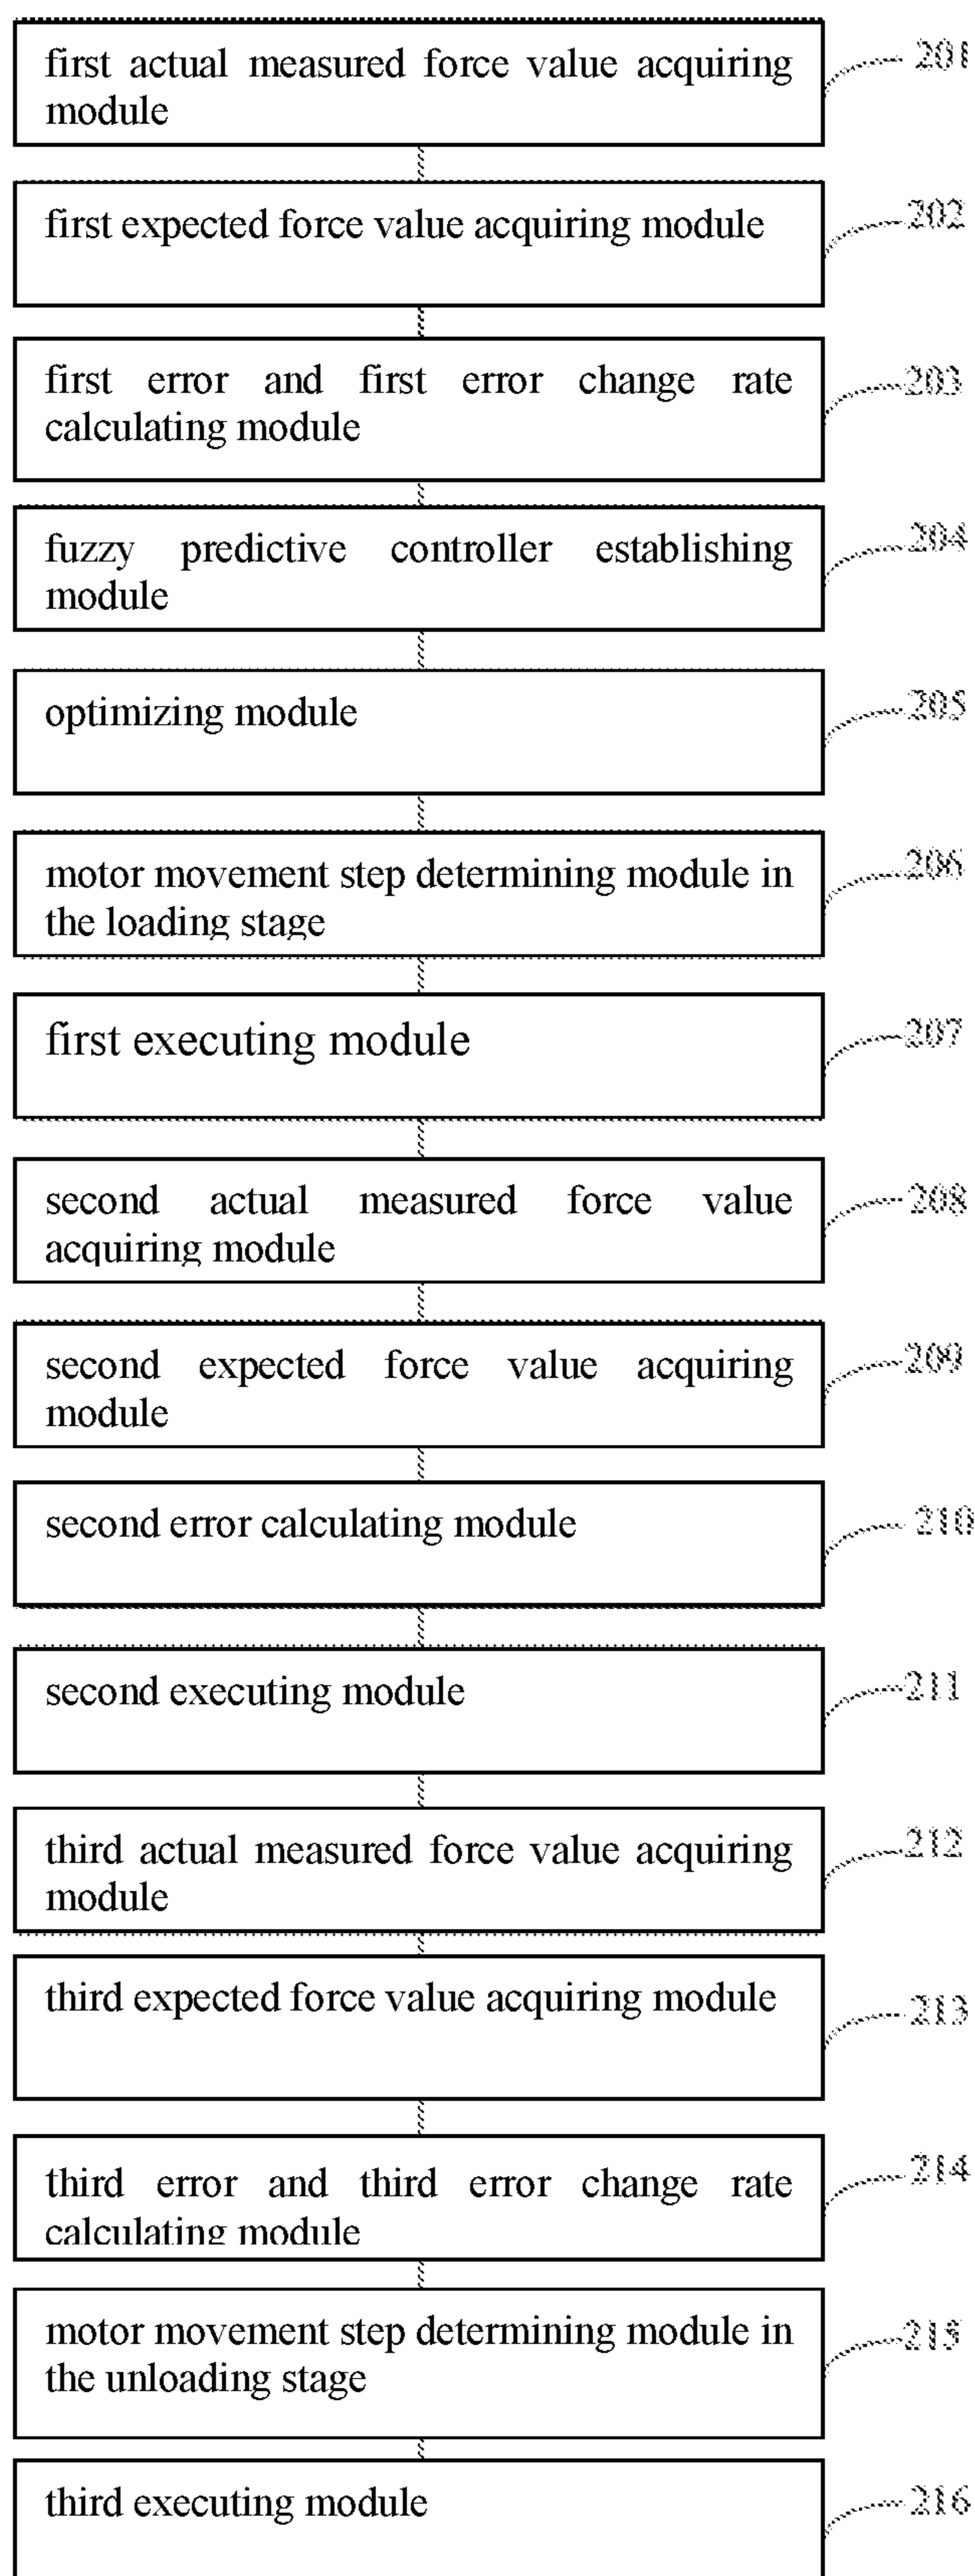 first actual measured force value acquiring
module
201
first expected force value acquiring module
202
first error and first error change rate
calculating module
203
fuzzy predictive controller establishing
module
204
optimizing module
205
motor movement step determining module in
the loading stage
206
first executing module
207
second actual measured force value
acquiring module
208
second expected force value acquiring
module
209
second error calculating module
210
second executing module
211
third actual measured force value acquiring
module
212
third expected force value acquiring module
213
third error and third error change rate
calculating module
214
motor movement step determining module in
the unloading stage
215
third executing module
216